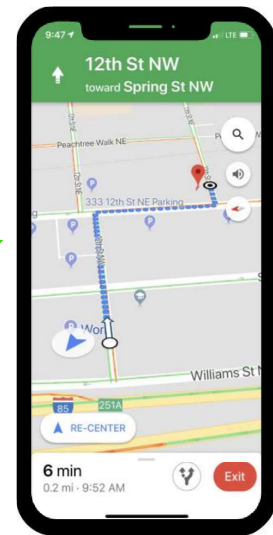 9:47
LTE
12th St NW
toward Spring St NW
Peachtree Walk NE
333 12th St NE Parking
Wor
Williams St N
85
251A
RE-CENTER
6 min
0.2 mi · 9:52 AM
Exit